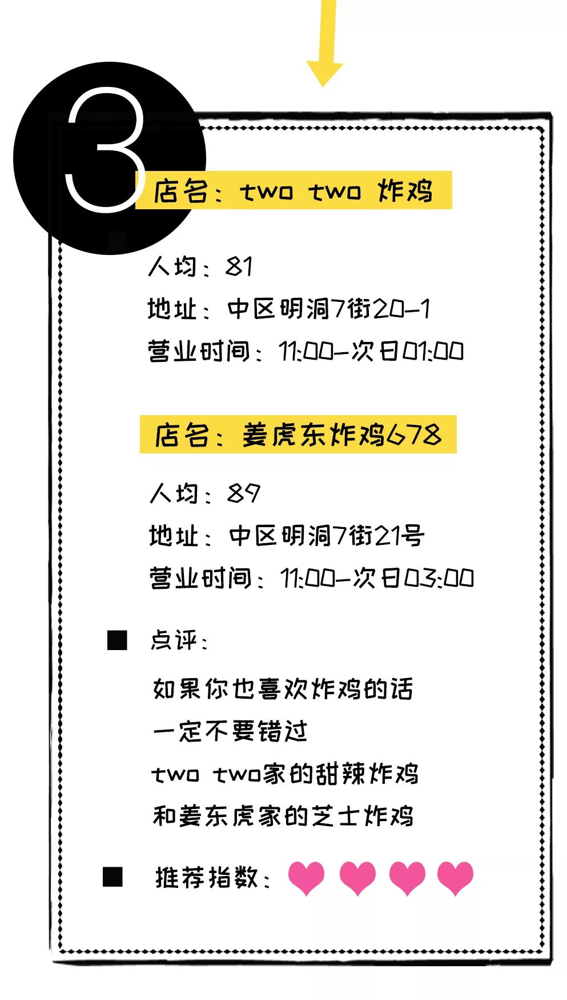 3
店名：two two 炸鸡
人均：81
地址：中区明洞7街20-1
营业时间：11:00-次日01:00
店名：姜虎东炸鸡678
人均：89
地址：中区明洞7街21号
营业时间：11:00-次日03:00
点评：
如果你也喜欢炸鸡的话
一定不要错过
two two家的甜辣炸鸡
和姜东虎家的芝士炸鸡
推荐指数：